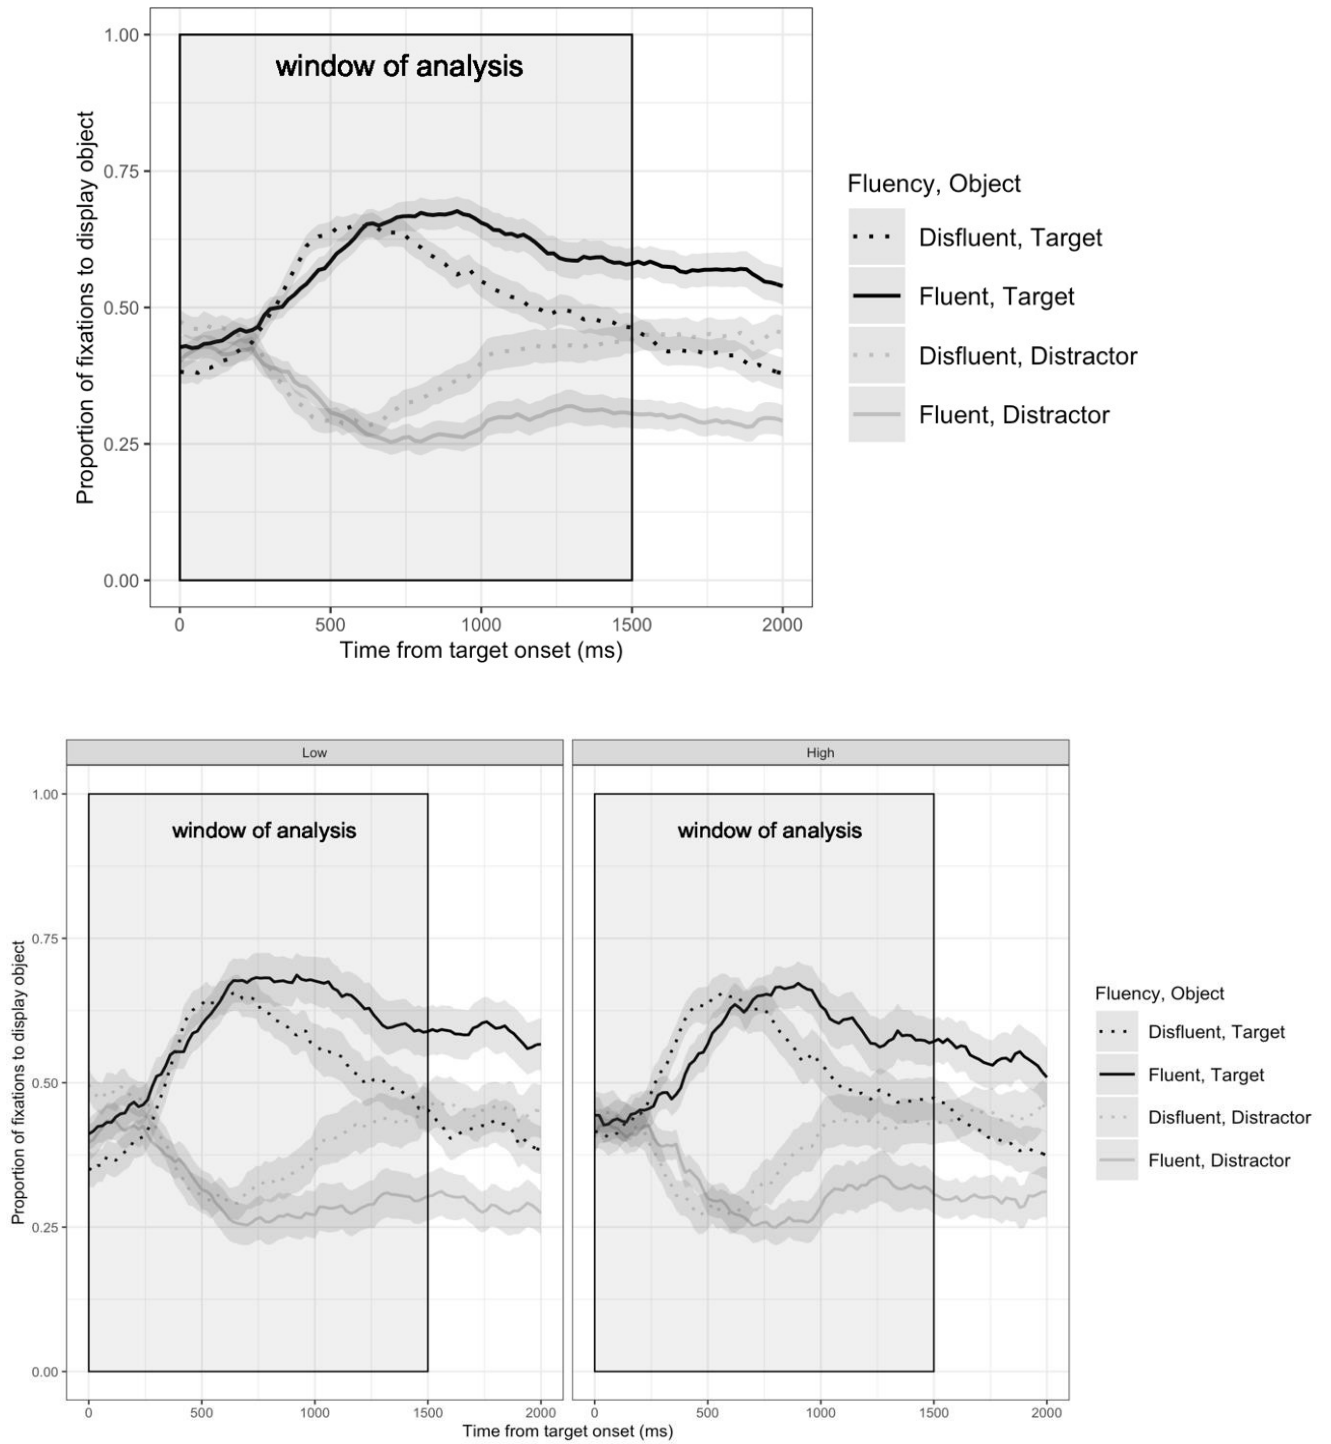 1.00
window of analysis
0.75
0.50
0.25
0.00
Proportion of fixations to display object
0 500 1000 1500 2000
Time from target onset (ms)
Fluency, Object
Disfluent, Target
Fluent, Target
Disfluent, Distractor
Fluent, Distractor
Low High
1.00
window of analysis window of analysis
0.75
0.50
0.25
0.00
Proportion of fixations to display object
0 500 1000 1500 2000 0 500 1000 1500 2000
Time from target onset (ms)
Fluency, Object
Disfluent, Target
Fluent, Target
Disfluent, Distractor
Fluent, Distractor